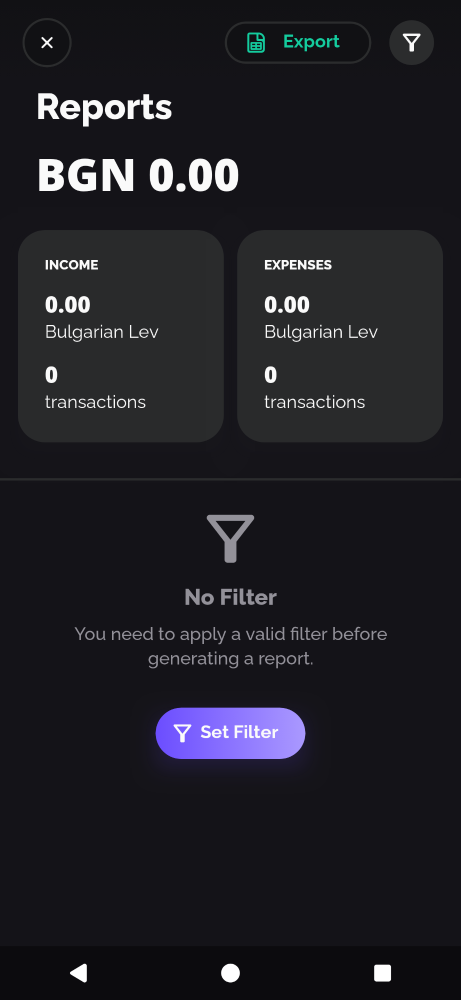 Export
Reports
BGN 0.00
INCOME
0.00
Bulgarian Lev
0
transactions
EXPENSES
0.00
Bulgarian Lev
0
transactions
No Filter
You need to apply a valid filter before
generating a report.
Set Filter